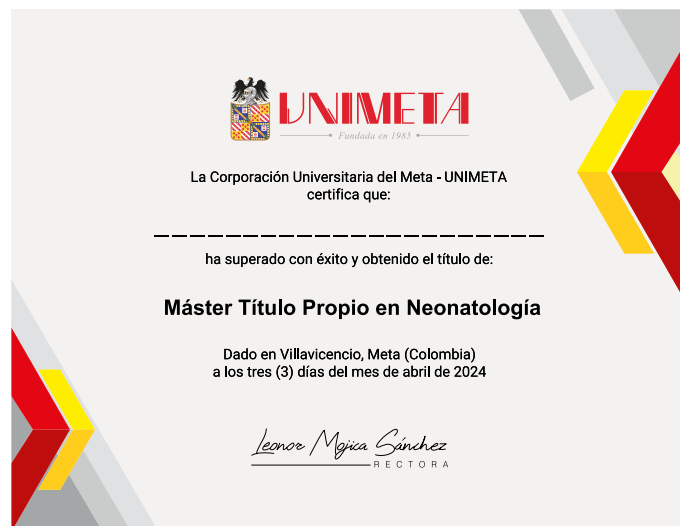 UNIMETA
Fundada en 1985
La Corporación Universitaria del Meta - UNIMETA
certifica que:
ha superado con éxito y obtenido el título de:
Máster Título Propio en Neonatología
Dado en Villavicencio, Meta (Colombia)
a los tres (3) días del mes de abril de 2024
Leonor Mojica Sánchez
RECTORA